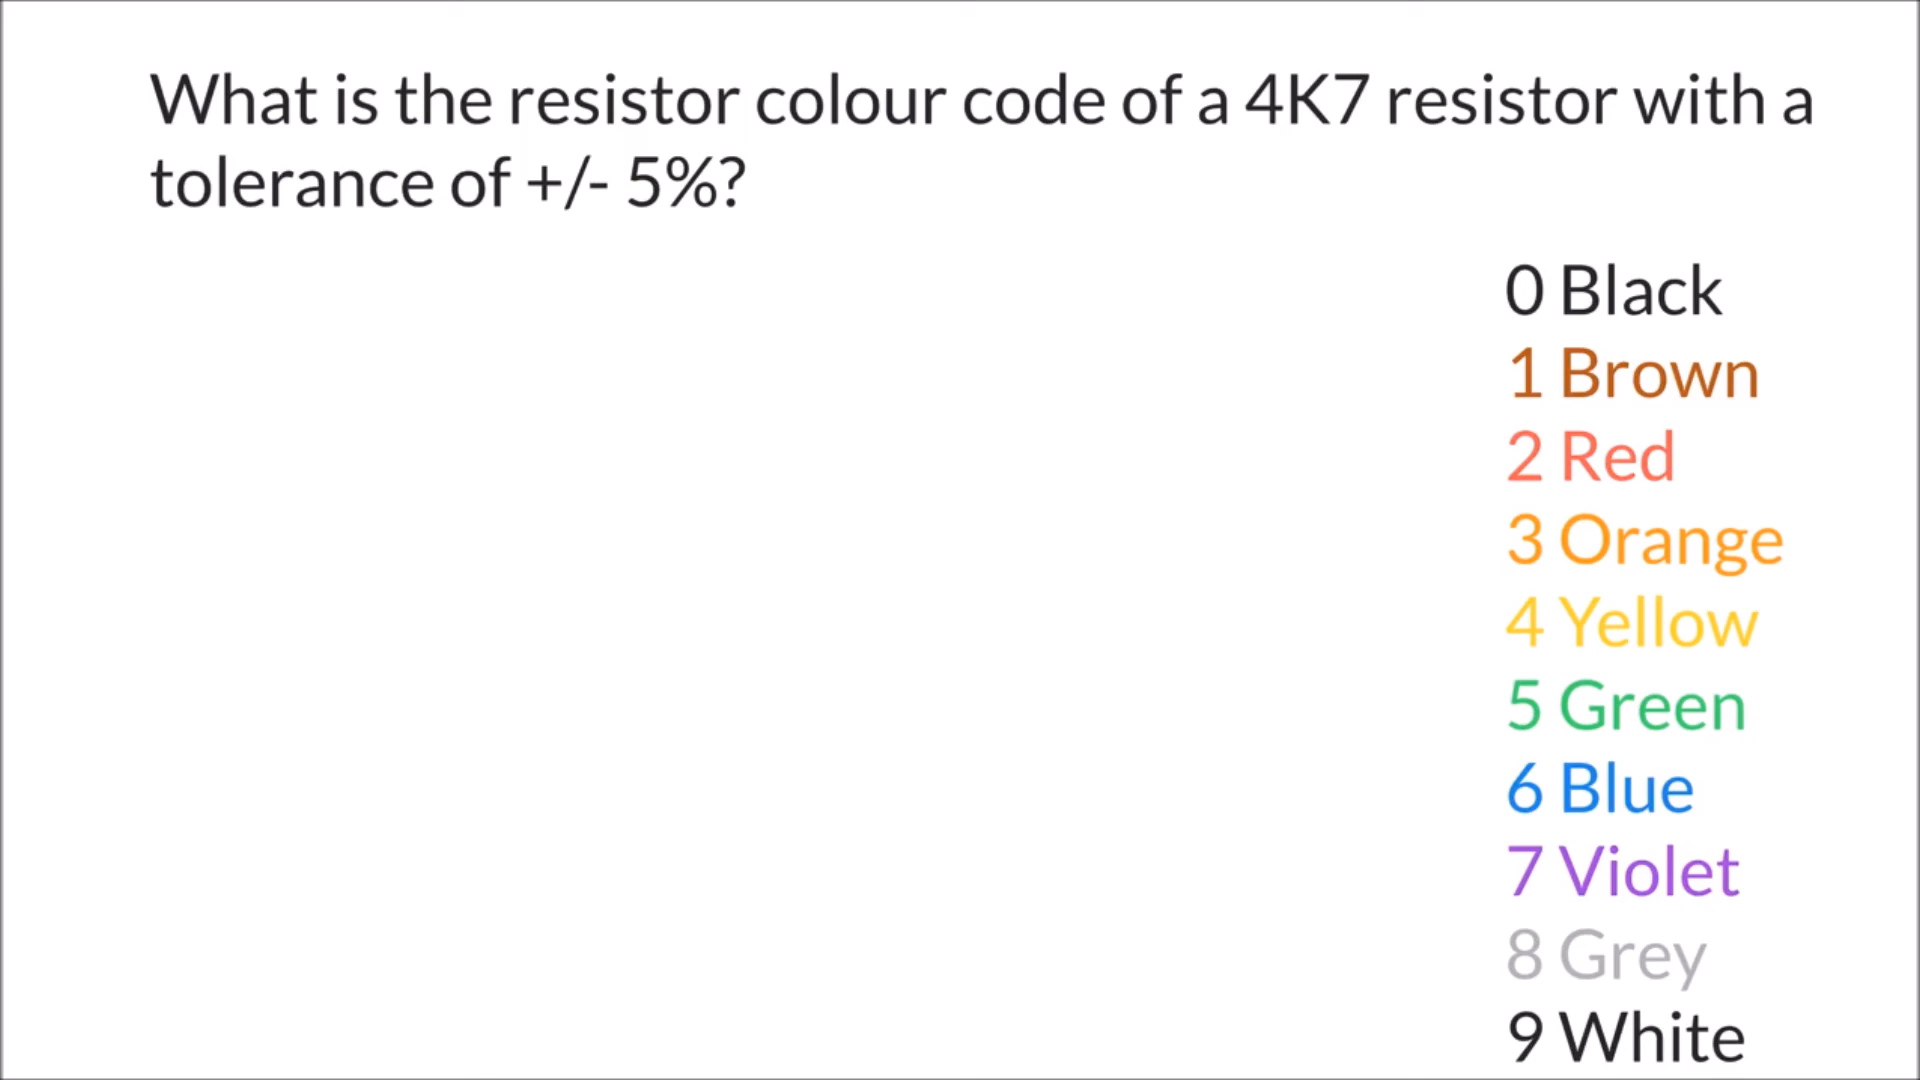 What is the resistor colour code of a 4K7 resistor with a
tolerance of +/- 5%?
0 Black
1 Brown
2 Red
3 Orange
4 Yellow
5 Green
6 Blue
7 Violet
8 Grey
9 White